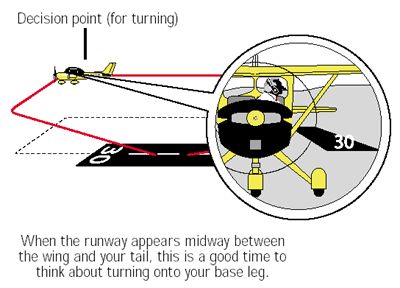 Decision point (for turning)
30
30
When the runway appears midway between
the wing and your tail, this is a good time to
think about turning onto your base leg.